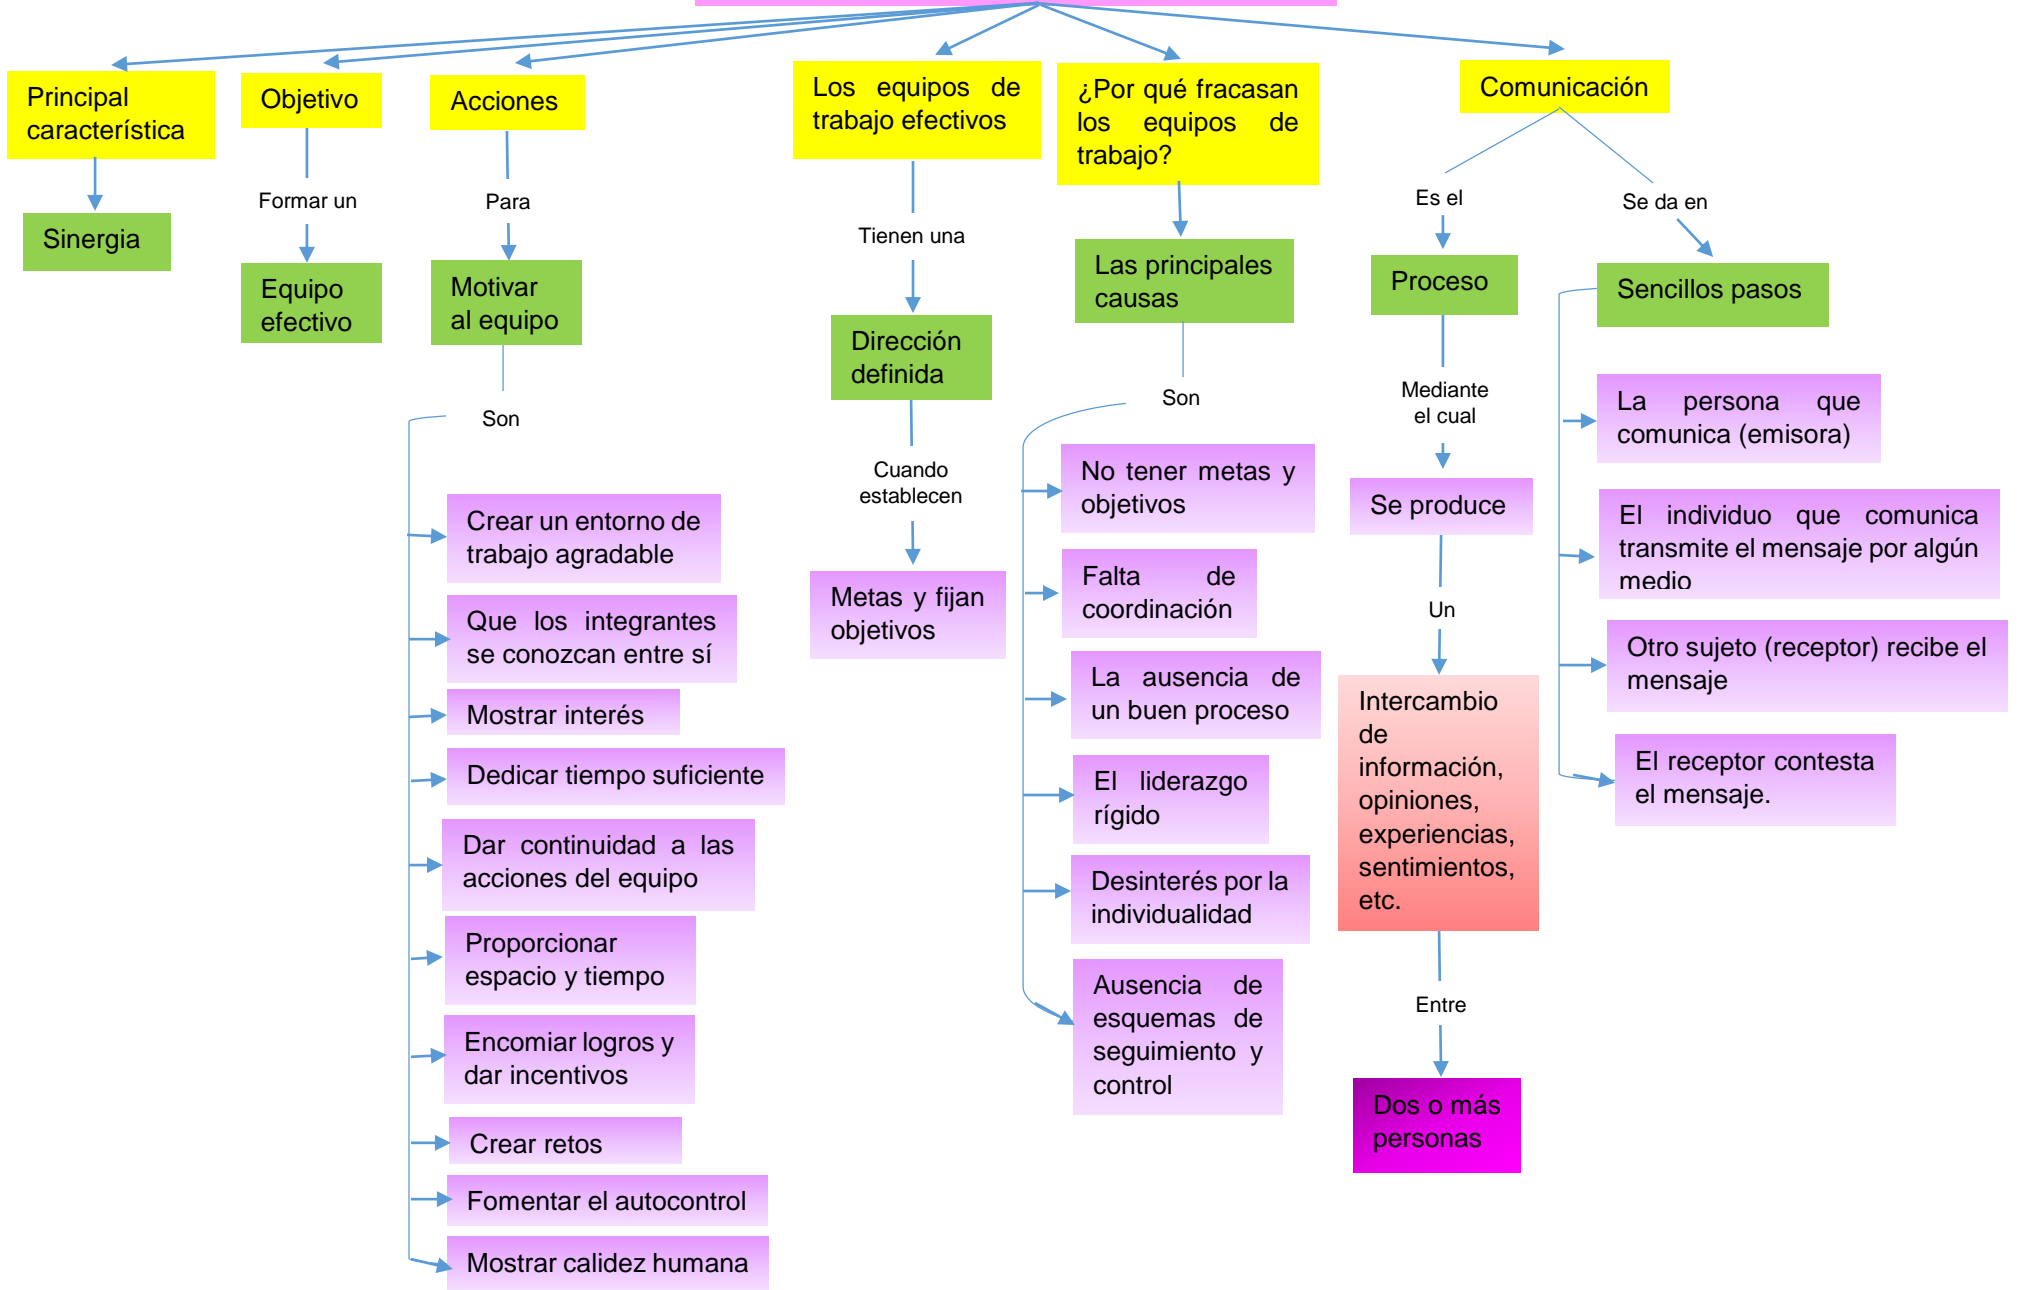 Principal
característica
Sinergia
Objetivo
Formar un
Equipo
efectivo
Acciones
Para
Motivar
al equipo
Son
Crear un entorno de
trabajo agradable
Que los integrantes
se conozcan entre sí
Mostrar interés
Dedicar tiempo suficiente
Dar continuidad a las
acciones del equipo
Proporcionar
espacio y tiempo
Encomiar logros y
dar incentivos
Crear retos
Fomentar el autocontrol
Mostrar calidez humana
Los equipos de
trabajo efectivos
Tienen una
Dirección
definida
Cuando
establecen
Metas y fijan
objetivos
¿Por qué fracasan
los equipos de
trabajo?
Las principales
causas
Son
No tener metas y
objetivos
Falta de
coordinación
La ausencia de
un buen proceso
El liderazgo
rígido
Desinterés por la
individualidad
Ausencia de
esquemas de
seguimiento y
control
Comunicación
Es el
Proceso
Mediante
el cual
Se produce
Un
Intercambio
de
información,
opiniones,
experiencias,
sentimientos,
etc.
Entre
Dos o más
personas
Se da en
Sencillos pasos
La persona que
comunica (emisora)
El individuo que comunica
transmite el mensaje por algún
medio
Otro sujeto (receptor) recibe el
mensaje
El receptor contesta
el mensaje.